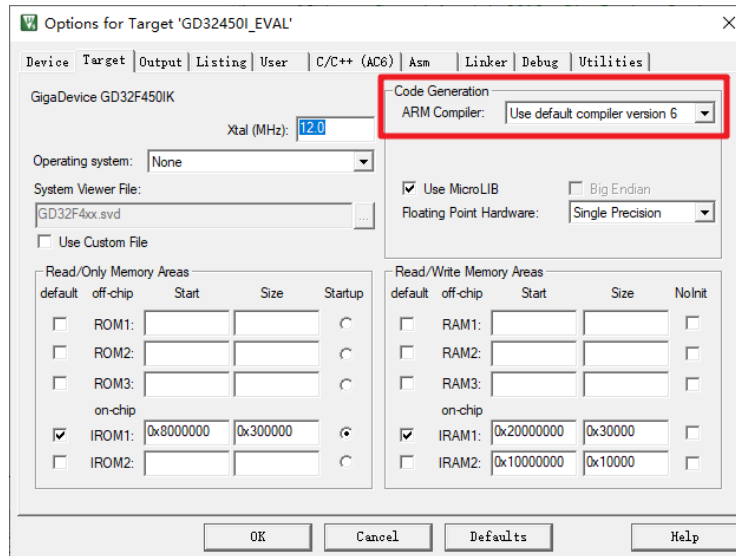 Options for Target 'GD32450I_EVAL'
Device Target Output Listing User C/C++ (AC6) Asm Linker Debug Utilities
GigaDevice GD32F450IK
Xtal (MHz): 12.0
Operating system: None
System Viewer File:
GD32F4xx.svd ...
Use Custom File
Code Generation
ARM Compiler: Use default compiler version 6
Use MicroLIB Big Endian
Floating Point Hardware: Single Precision
Read/Only Memory Areas
default off-chip Start Size Startup
ROM1:
ROM2:
ROM3:
on-chip
IROM1: 0x8000000 0x300000
IROM2:
Read/Write Memory Areas
default off-chip Start Size NoInit
RAM1:
RAM2:
RAM3:
on-chip
IRAM1: 0x20000000 0x30000
IRAM2: 0x10000000 0x10000
OK Cancel Defaults Help